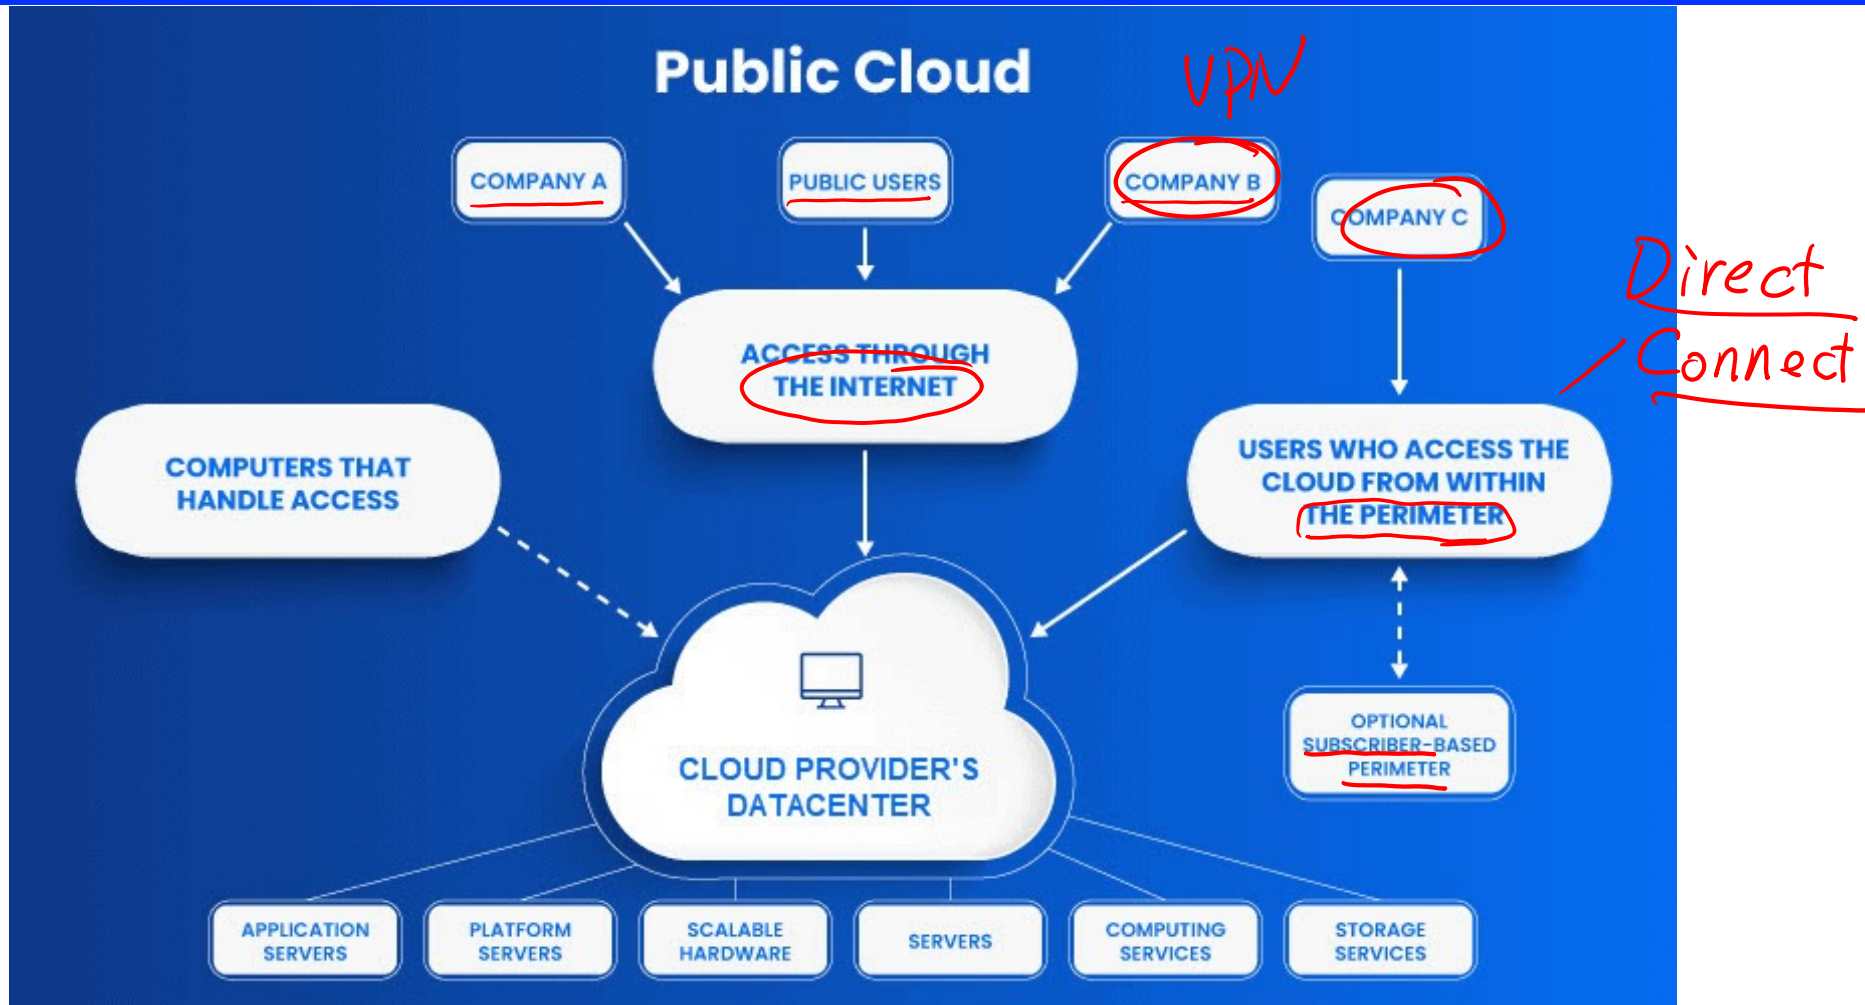 Public Cloud
VPN
COMPANY A
PUBLIC USERS
COMPANY B
COMPANY C
Direct
Connect
ACCESS THROUGH
THE INTERNET
COMPUTERS THAT
HANDLE ACCESS
USERS WHO ACCESS THE
CLOUD FROM WITHIN
THE PERIMETER
OPTIONAL
SUBSCRIBER-BASED
PERIMETER
CLOUD PROVIDER'S
DATACENTER
APPLICATION
SERVERS
PLATFORM
SERVERS
SCALABLE
HARDWARE
SERVERS
COMPUTING
SERVICES
STORAGE
SERVICES